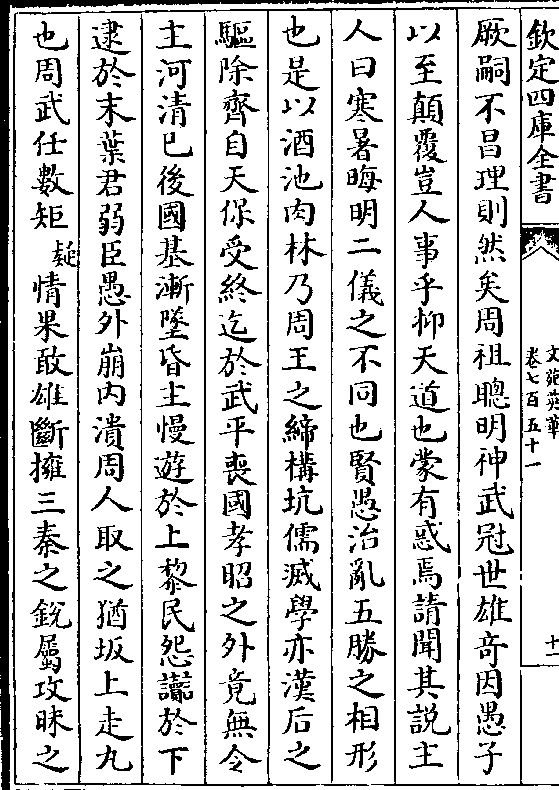 欽定四庫全書
文苑英華
卷七百五十一
十一
厥嗣不昌理則然矣周祖聰明神武冠世雄奇因愚子
以至顛覆豈人事乎抑天道也蒙有惑焉請聞其説主
人曰寒暑晦明二儀之不同也賢愚治亂五勝之相形
也是以酒池肉林乃周王之締構坑儒滅學亦漢后之
驅除齊自天保受終迄於武平喪國孝昭之外竟無令
主河清已後國基漸墜昏主慢遊於上黎民怨讟於下
逮於末葉君弱臣愚外崩内潰周人取之猶坂上走九
也周武任數矩疑情果敢雄斷擁三秦之銳屬攻昧之